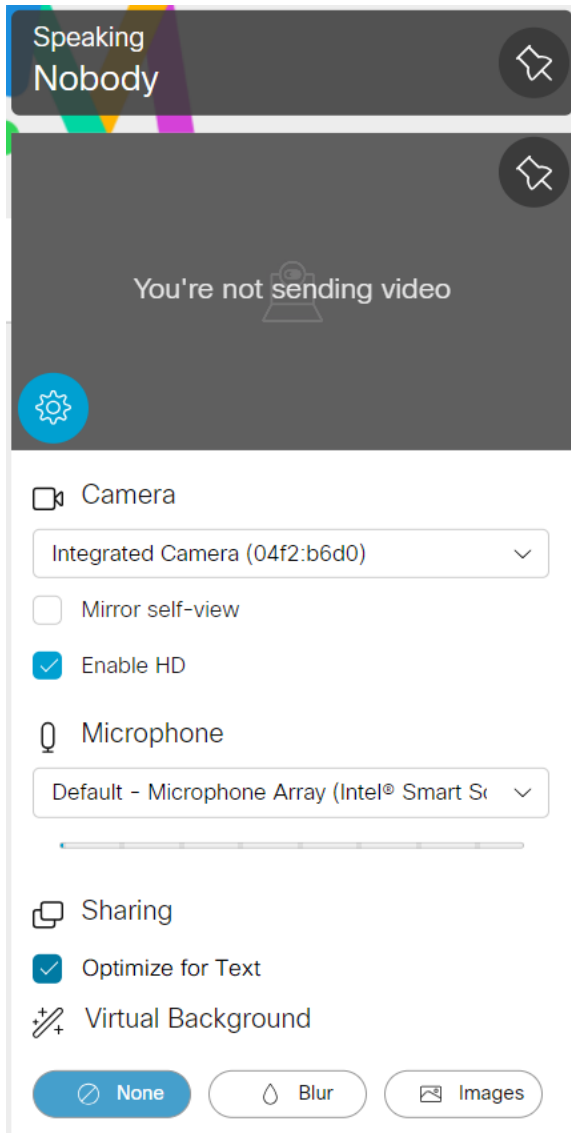 Speaking
Nobody
You're not sending video
Camera
Integrated Camera (04f2:b6d0)
Mirror self-view
Enable HD
Microphone
Default - Microphone Array (Intel® Smart So
Sharing
Optimize for Text
Virtual Background
None Blur Images